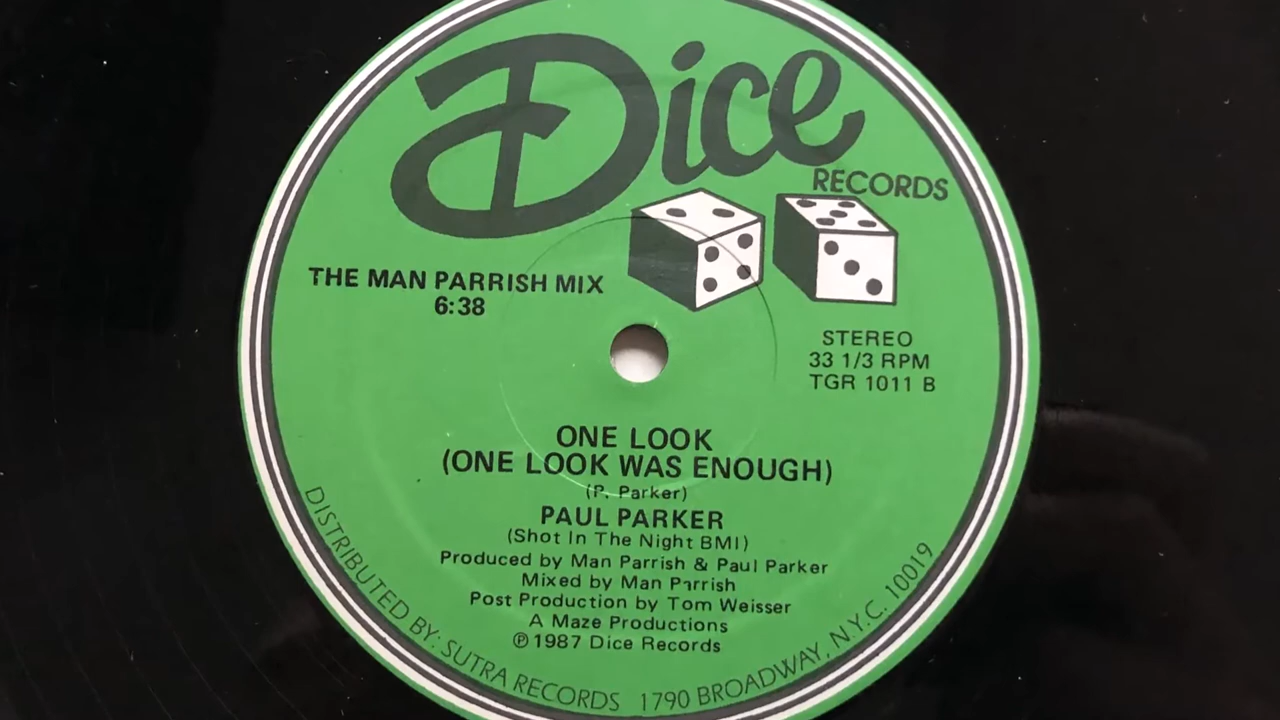 Dice
RECORDS
THE MAN PARRISH MIX
6:38
STEREO
33 1/3 RPM
TGR 1011 B
ONE LOOK
(ONE LOOK WAS ENOUGH)
(P. Parker)
PAUL PARKER
(Shot In The Night BMI)
Produced by Man Parrish & Paul Parker
Mixed by Man Parrish
Post Production by Tom Weisser
A Maze Productions
℗ 1987 Dice Records
DISTRIBUTED BY: SUTRA RECORDS 1790 BROADWAY, N.Y.C. 10019